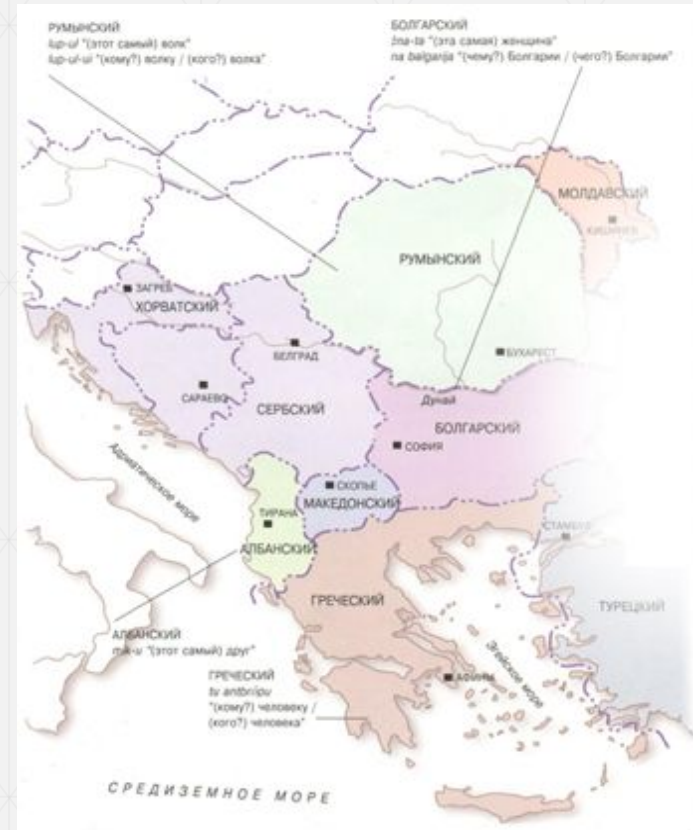 РУМЫНСКИЙ
lup-ul "(этот самый) волк"
lup-ul-ui "(кому?) волку / (кого?) волка"
БОЛГАРСКИЙ
žna-ta "(эта самая) женщина"
na balgarija "(чему?) Болгарии / (чего?) Болгарии"
МОЛДАВСКИЙ
КИШИНЕВ
РУМЫНСКИЙ
ЗАГРЕБ
ХОРВАТСКИЙ
БЕЛГРАД
БУХАРЕСТ
САРАЕВО
СЕРБСКИЙ
Дунай
БОЛГАРСКИЙ
СОФИЯ
Адриатическое море
СКОПЬЕ
МАКЕДОНСКИЙ
ТИРАНА
СТАМБУЛ
АЛБАНСКИЙ
ГРЕЧЕСКИЙ
ТУРЕЦКИЙ
АЛБАНСКИЙ
mik-u "(этот самый) друг"
Эгейское море
ГРЕЧЕСКИЙ
tu antbriipu
"(кому?) человеку /
(кого?) человека"
АФИНЫ
СРЕДИЗЕМНОЕ МОРЕ